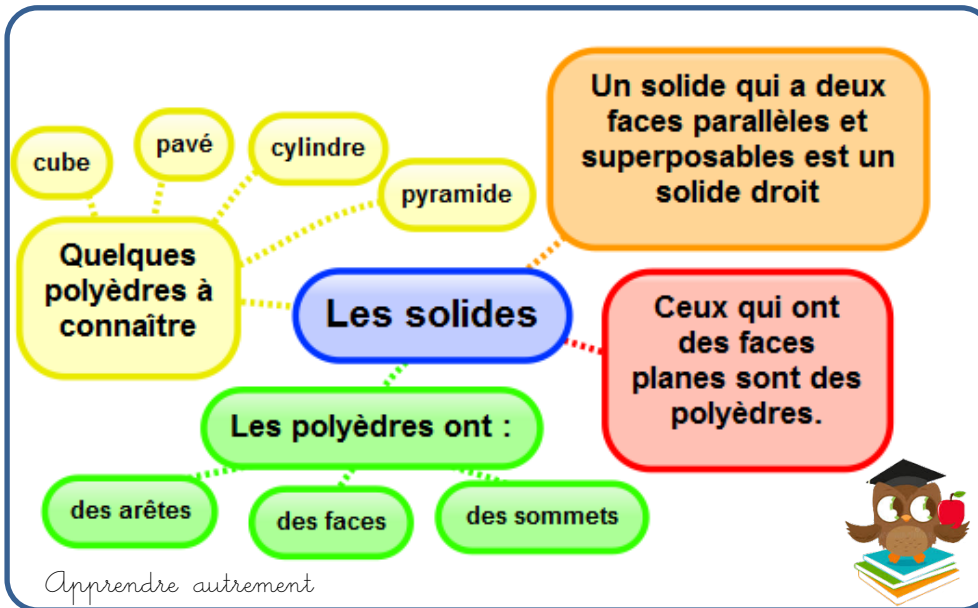 cube
pavé
cylindre
pyramide
Quelques
polyèdres à
connaître
Les solides
Un solide qui a deux
faces parallèles et
superposables est un
solide droit
Ceux qui ont
des faces
planes sont des
polyèdres.
Les polyèdres ont :
des arêtes
des faces
des sommets
Apprendre autrement